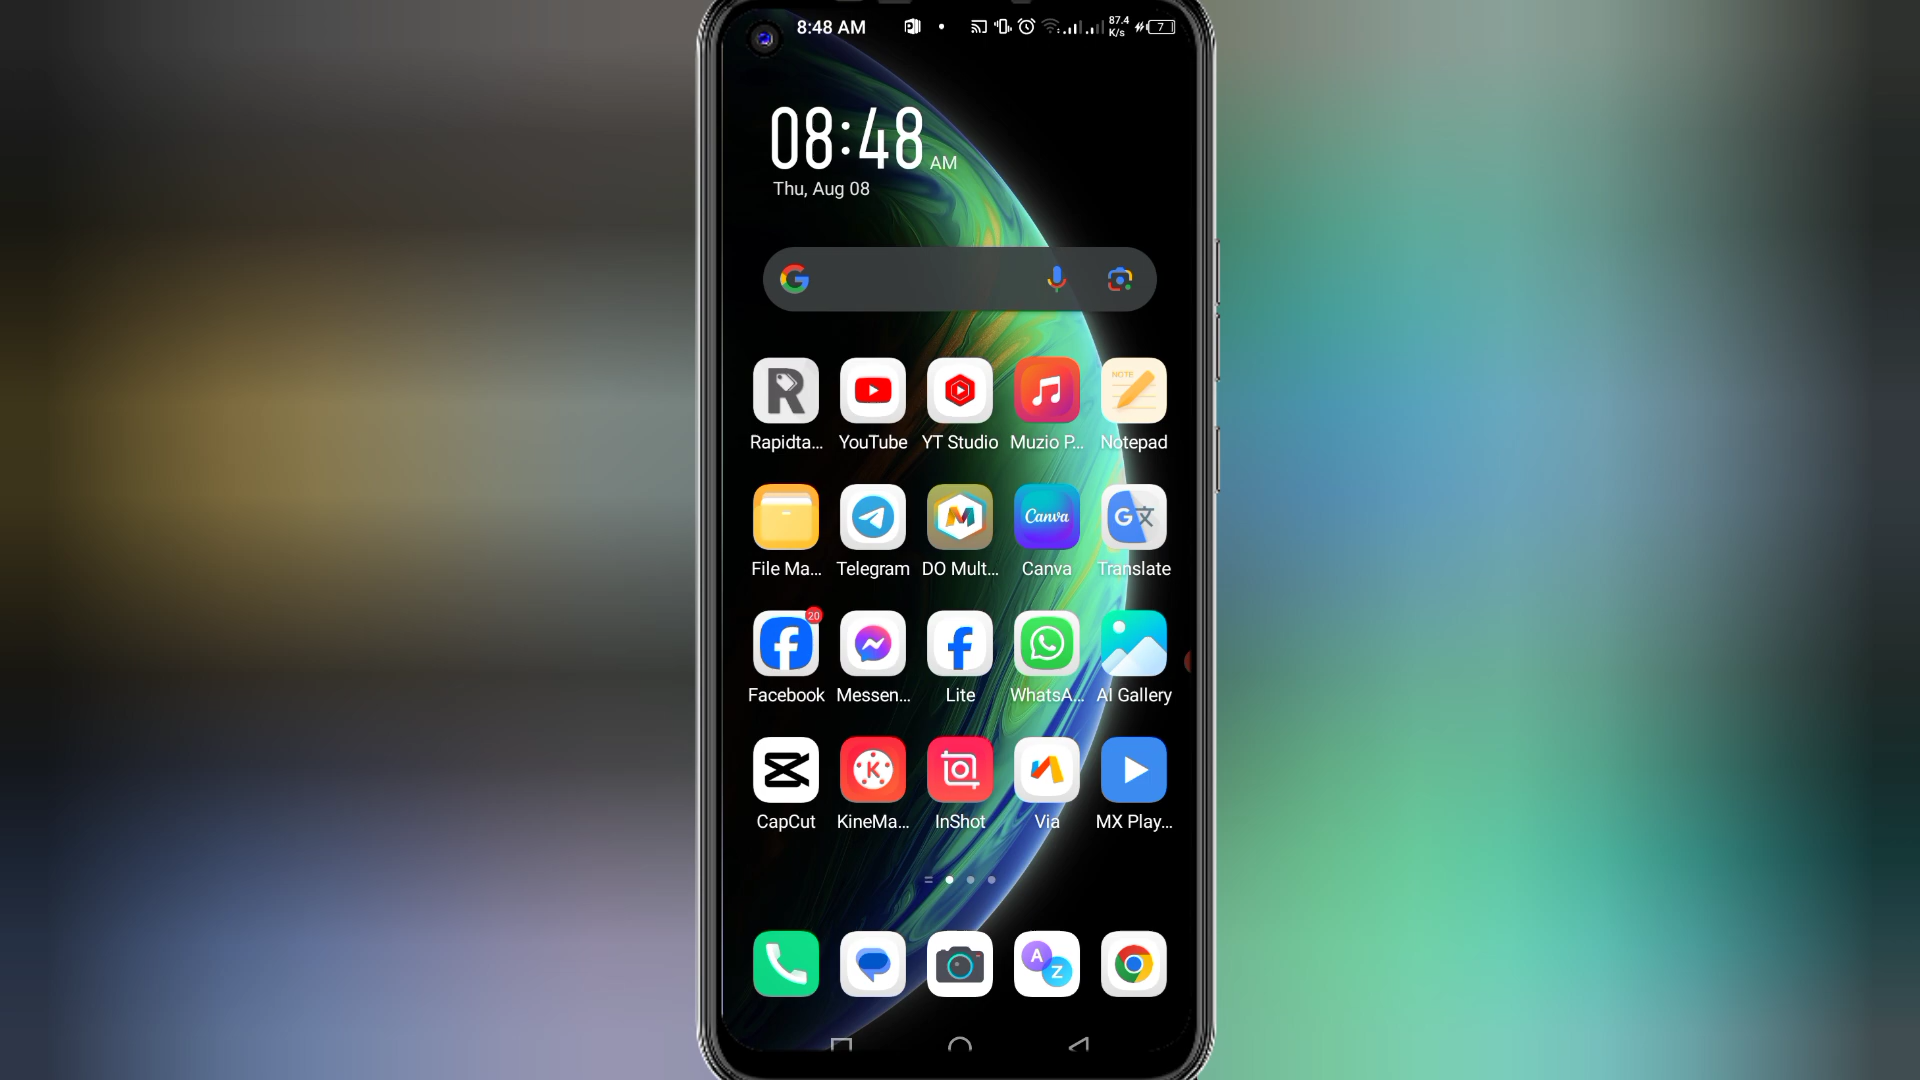 8:48 AM
87.4
K/s
7
08:48 AM
Thu, Aug 08
NOTE
Rapidta... YouTube YT Studio Muzio P... Notepad
Canva
File Ma... Telegram DO Mult... Canva Translate
20
Facebook Messen... Lite WhatsA... AI Gallery
CapCut KineMa... InShot Via MX Play...
A
Z